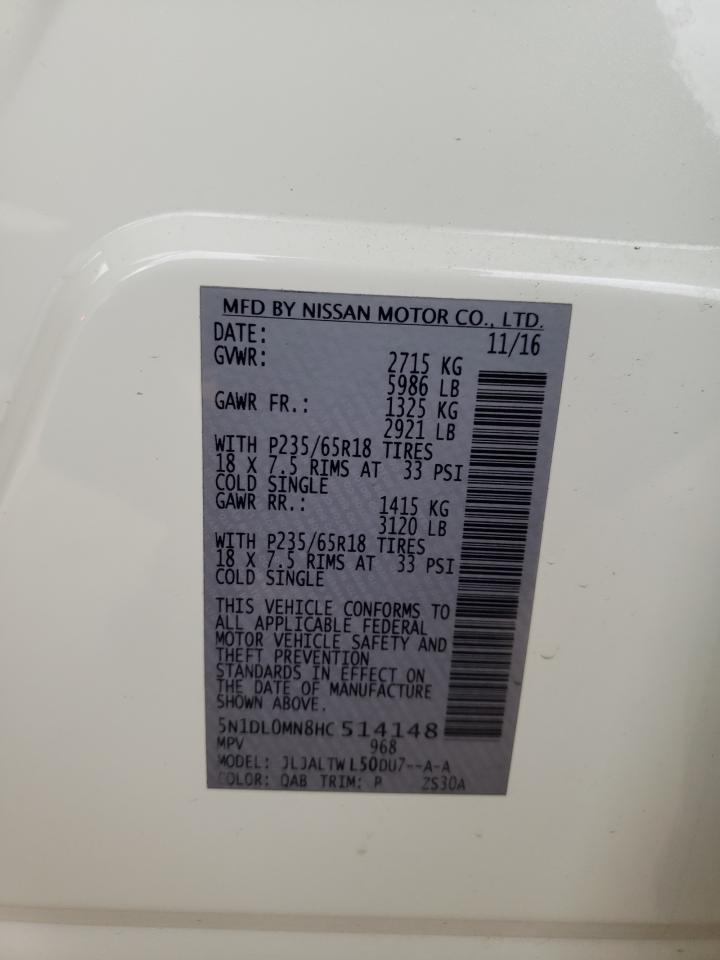 MFD BY NISSAN MOTOR CO., LTD.
DATE: 11/16
GVWR: 2715 KG
5986 LB
GAWR FR.: 1325 KG
2921 LB
WITH P235/65R18 TIRES
18 X 7.5 RIMS AT 33 PSI
COLD SINGLE
GAWR RR.: 1415 KG
3120 LB
WITH P235/65R18 TIRES
18 X 7.5 RIMS AT 33 PSI
COLD SINGLE
THIS VEHICLE CONFORMS TO
ALL APPLICABLE FEDERAL
MOTOR VEHICLE SAFETY AND
THEFT PREVENTION
STANDARDS IN EFFECT ON
THE DATE OF MANUFACTURE
SHOWN ABOVE.
5N1DL0MN8HC 514148
MPV 968
MODEL: JLJALTWL50DU7--A-A
COLOR: QAB TRIM: P ZS30A